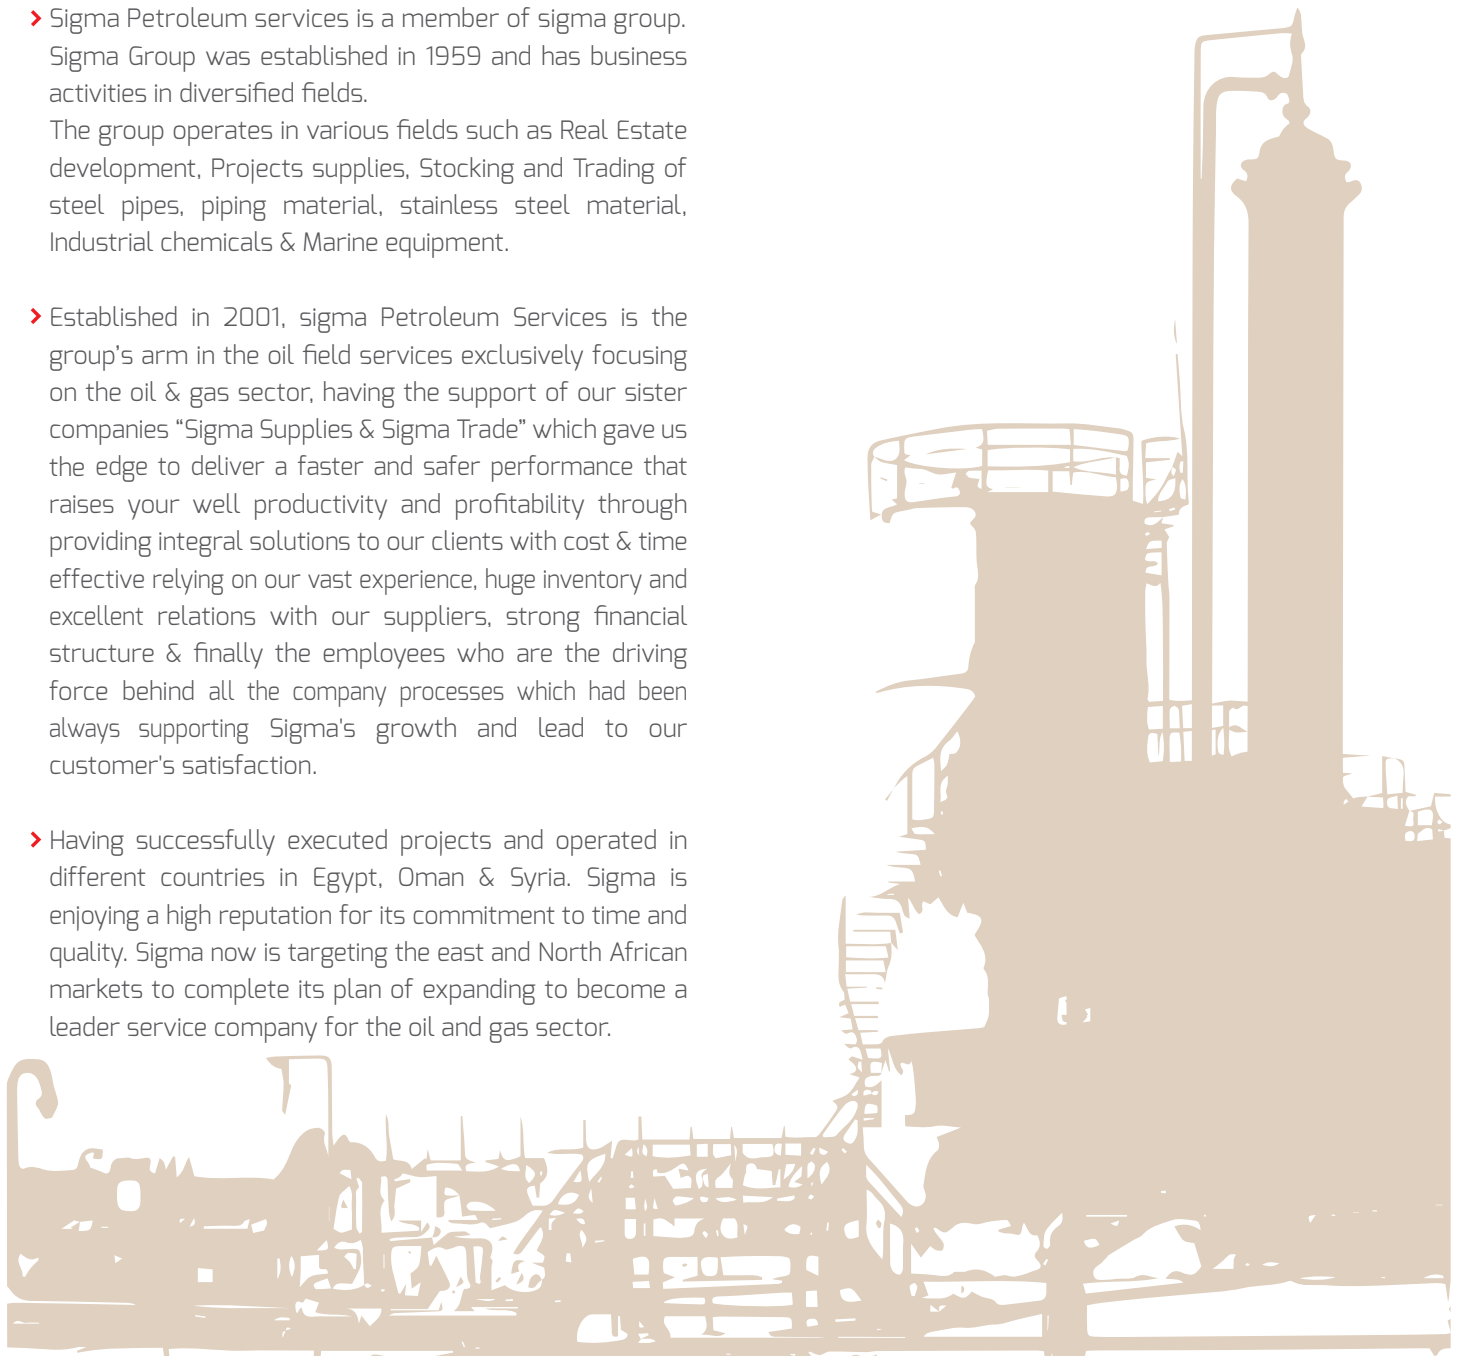 Sigma Petroleum services is a member of sigma group.
Sigma Group was established in 1959 and has business
activities in diversified fields.
The group operates in various fields such as Real Estate
development, Projects supplies, Stocking and Trading of
steel pipes, piping material, stainless steel material,
Industrial chemicals & Marine equipment.
Established in 2001, sigma Petroleum Services is the
group's arm in the oil field services exclusively focusing
on the oil & gas sector, having the support of our sister
companies “Sigma Supplies & Sigma Trade” which gave us
the edge to deliver a faster and safer performance that
raises your well productivity and profitability through
providing integral solutions to our clients with cost & time
effective relying on our vast experience, huge inventory and
excellent relations with our suppliers, strong financial
structure & finally the employees who are the driving
force behind all the company processes which had been
always supporting Sigma's growth and lead to our
customer's satisfaction.
Having successfully executed projects and operated in
different countries in Egypt, Oman & Syria. Sigma is
enjoying a high reputation for its commitment to time and
quality. Sigma now is targeting the east and North African
markets to complete its plan of expanding to become a
leader service company for the oil and gas sector.